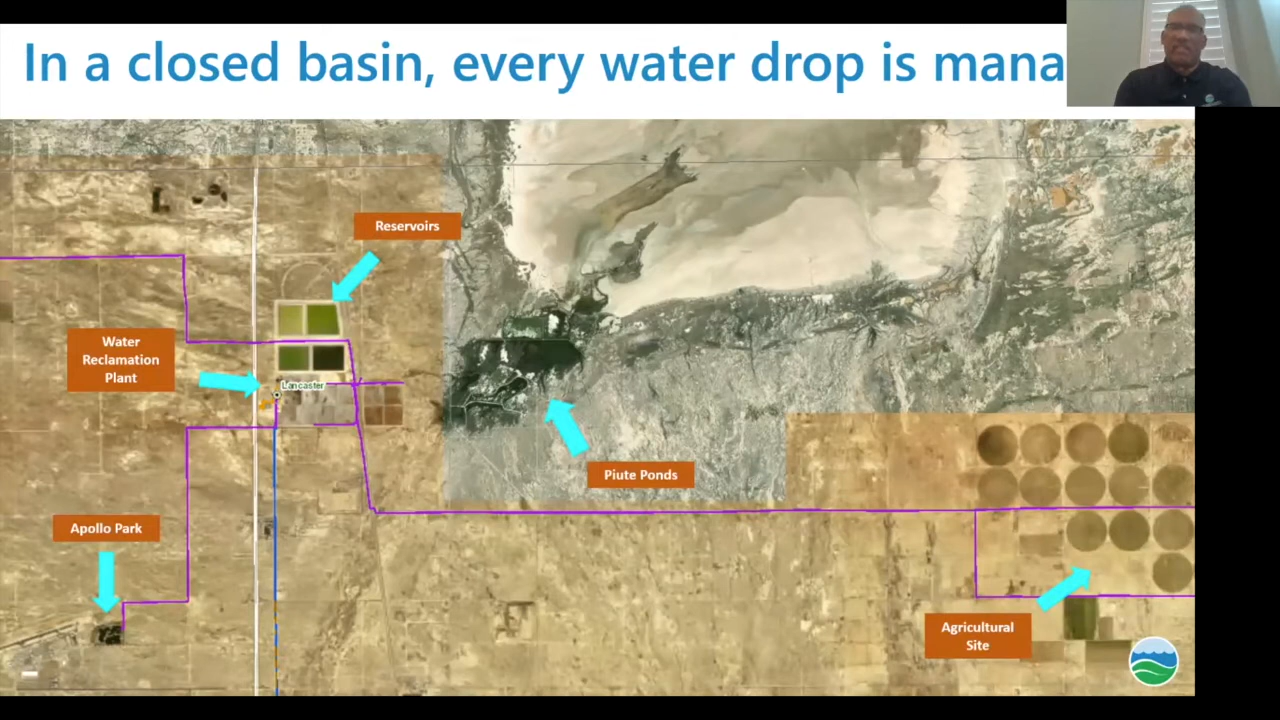 In a closed basin, every water drop is mana
Reservoirs
Water
Reclamation
Plant
Lancaster
Piute Ponds
Apollo Park
Agricultural
Site